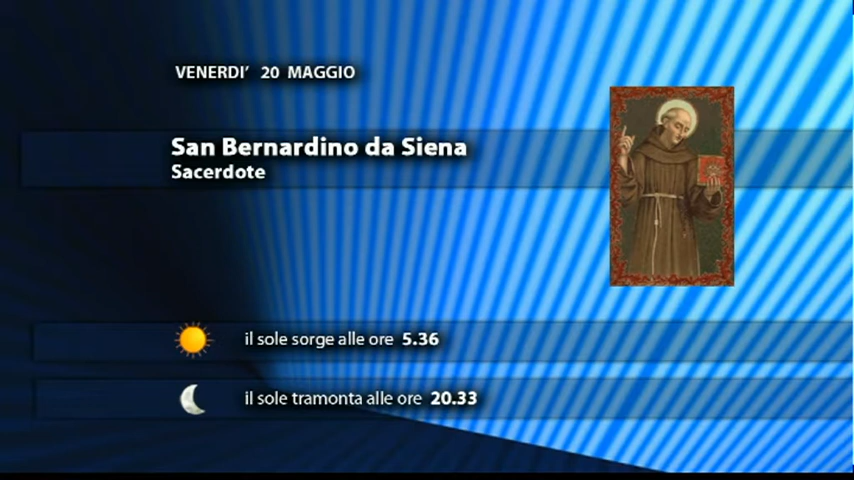 VENERDI’ 20 MAGGIO
San Bernardino da Siena
Sacerdote
il sole sorge alle ore 5.36
il sole tramonta alle ore 20.33